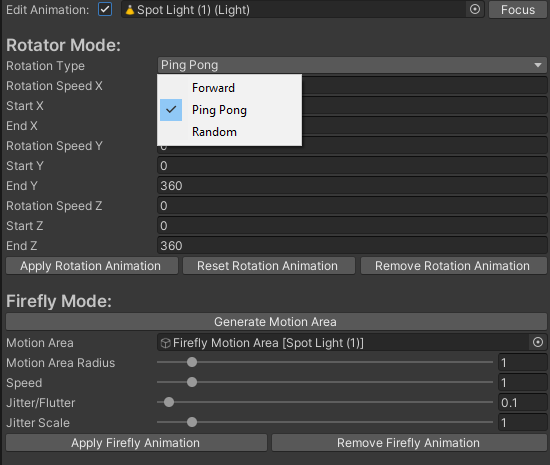 Edit Animation: Spot Light (1) (Light) Focus
Rotator Mode:
Rotation Type Ping Pong
Rotation Speed X Forward
Start X Ping Pong
End X Random
Rotation Speed Y
Start Y 0
End Y 360
Rotation Speed Z 0
Start Z 0
End Z 360
Apply Rotation Animation Reset Rotation Animation Remove Rotation Animation
Firefly Mode:
Generate Motion Area
Motion Area Firefly Motion Area [Spot Light (1)]
Motion Area Radius 1
Speed 1
Jitter/Flutter 0.1
Jitter Scale 1
Apply Firefly Animation Remove Firefly Animation